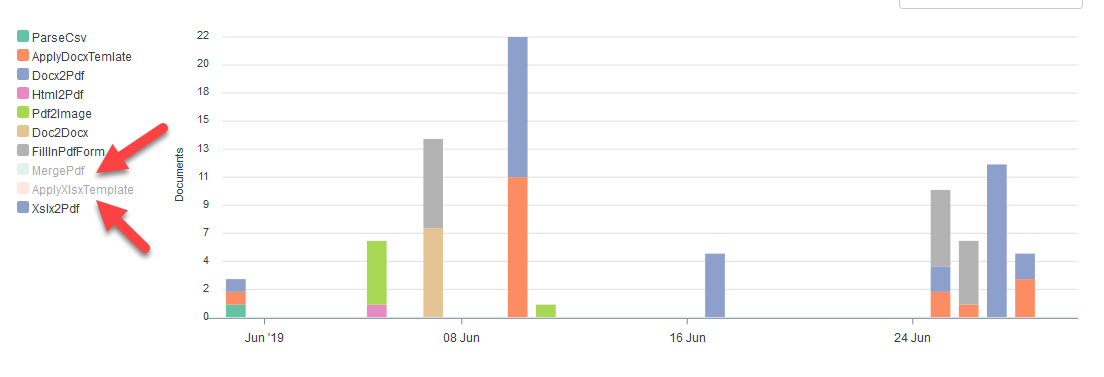 ParseCsv
ApplyDocxTemlate
Docx2Pdf
Html2Pdf
Pdf2Image
Doc2Docx
FillInPdfForm
MergePdf
ApplyXlsxTemplate
Xslx2Pdf
Documents
22
20
18
15
13
11
9
7
4
2
0
Jun '19
08 Jun
16 Jun
24 Jun